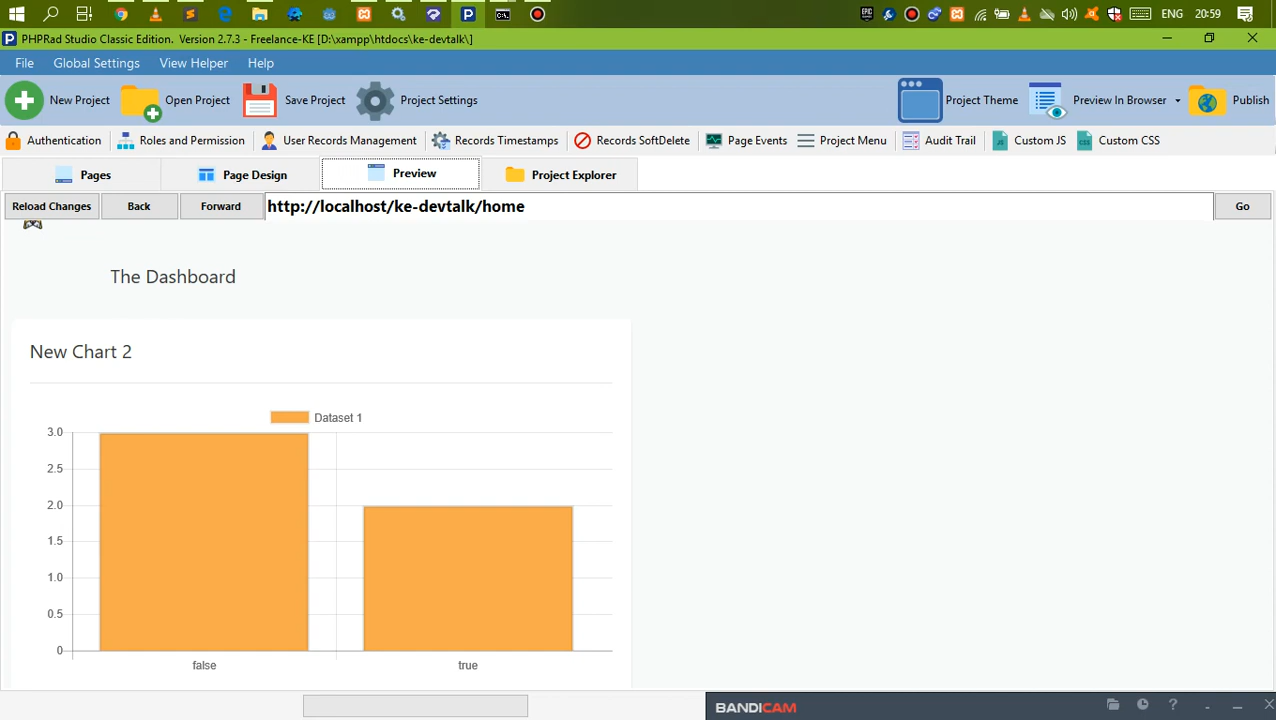 ENG 20:59
PHPRad Studio Classic Edition. Version 2.7.3 - Freelance-KE [D:\xampp\htdocs\ke-devtalk\]
File Global Settings View Helper Help
New Project Open Project Save Project Project Settings Project Theme Preview In Browser Publish
Authentication Roles and Permission User Records Management Records Timestamps Records SoftDelete Page Events Project Menu Audit Trail JS Custom JS CSS Custom CSS
Pages Page Design Preview Project Explorer
Reload Changes Back Forward http://localhost/ke-devtalk/home Go
The Dashboard
New Chart 2
Dataset 1
3.0
2.5
2.0
1.5
1.0
0.5
0
false true
BANDICAM